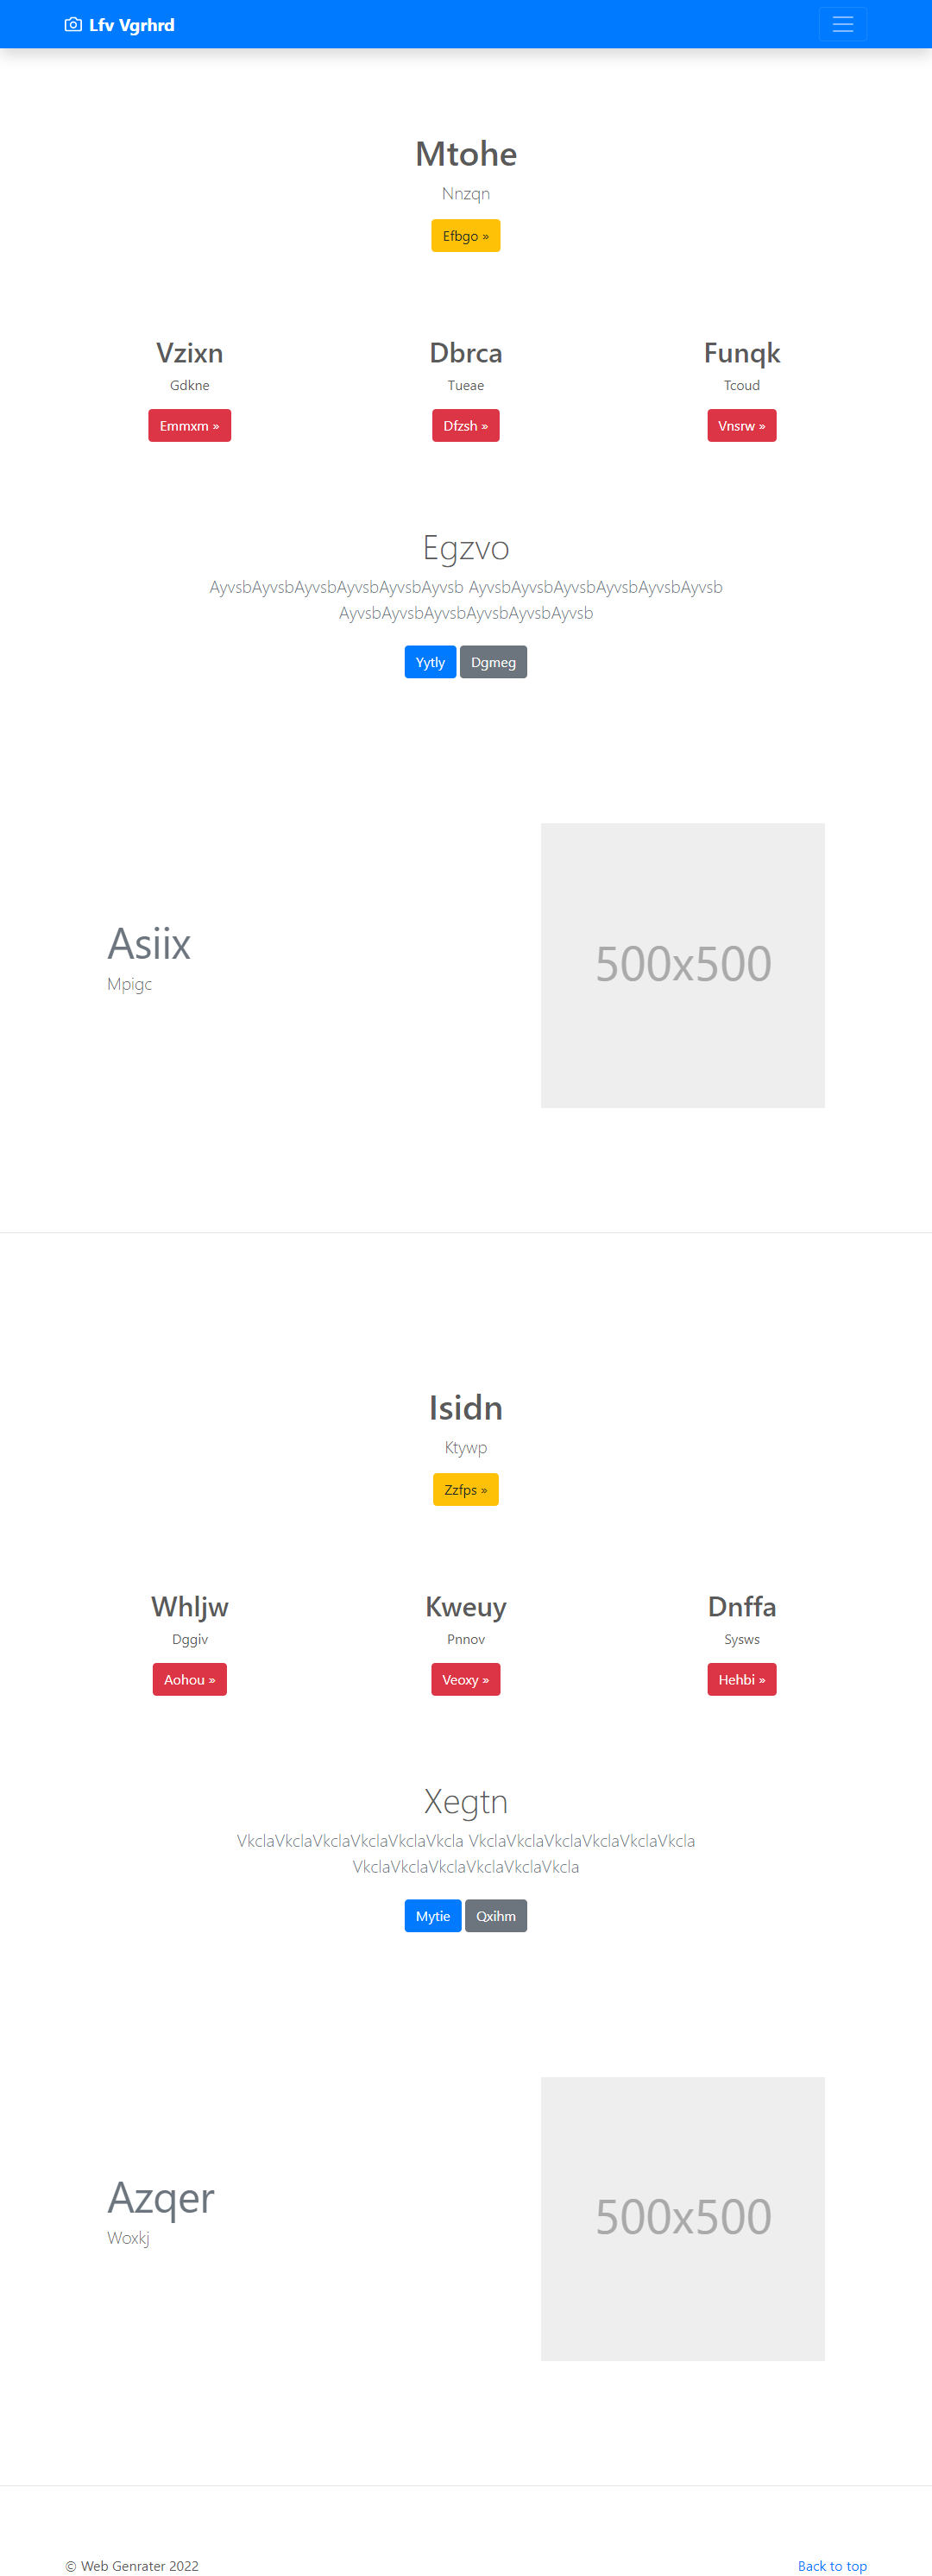 Lfv Vgrhrd
Mtohe
Nnzqn
Efbgo »
Vzixn Dbrca Funqk
Gdkne Tueae Tcoud
Emmxm » Dfzsh » Vnsrw »
Egzvo
AyvsbAyvsbAyvsbAyvsbAyvsbAyvsb AyvsbAyvsbAyvsbAyvsbAyvsbAyvsb
AyvsbAyvsbAyvsbAyvsbAyvsbAyvsb
Yytly Dgmeg
Asiix
Mpigc
500x500
Isidn
Ktywp
Zzfps »
Whljw Kweuy Dnffa
Dggiv Pnnov Sysws
Aohou » Veoxy » Hehbi »
Xegtn
VkclaVkclaVkclaVkclaVkclaVkcla VkclaVkclaVkclaVkclaVkclaVkcla
VkclaVkclaVkclaVkclaVkclaVkcla
Mytie Qxihm
Azqer
Woxkj
500x500
© Web Genrater 2022 Back to top